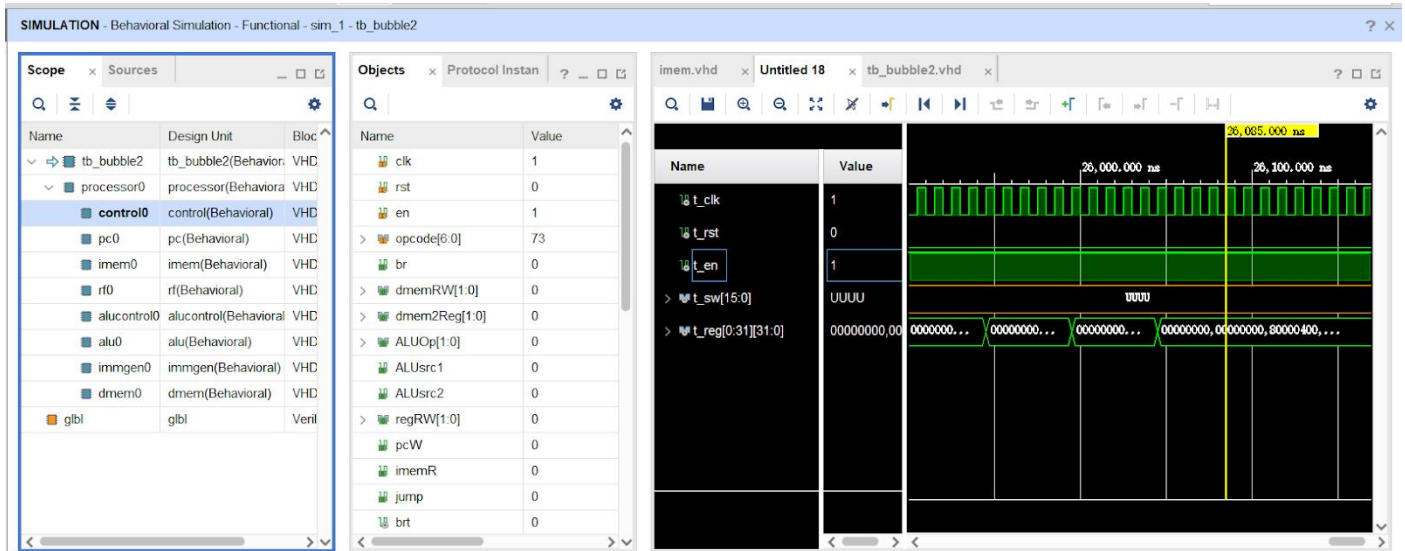 SIMULATION - Behavioral Simulation - Functional - sim_1 - tb_bubble2
Scope Sources
Name Design Unit Bloc
tb_bubble2 tb_bubble2(Behavior VHD
processor0 processor(Behaviora VHD
control0 control(Behavioral) VHD
pc0 pc(Behavioral) VHD
imem0 imem(Behavioral) VHD
rf0 rf(Behavioral) VHD
alucontrol0 alucontrol(Behavioral VHD
alu0 alu(Behavioral) VHD
immgen0 immgen(Behavioral) VHD
dmem0 dmem(Behavioral) VHD
glbl glbl Veril
Objects Protocol Instan
Name Value
clk 1
rst 0
en 1
opcode[6:0] 73
br 0
dmemRW[1:0] 0
dmem2Reg[1:0] 0
ALUOp[1:0] 0
ALUsrc1 0
ALUsrc2 0
regRW[1:0] 0
pcW 0
imemR 0
jump 0
brt 0
imem.vhd Untitled 18 tb_bubble2.vhd
26,085.000 ns
Name Value 26,000.000 ns 26,100.000 ns
t_clk 1
t_rst 0
t_en 1
t_sw[15:0] UUUU UUUU
t_reg[0:31][31:0] 00000000,00 0000000... 00000000... 00000000... 00000000,00000000,80000400,...